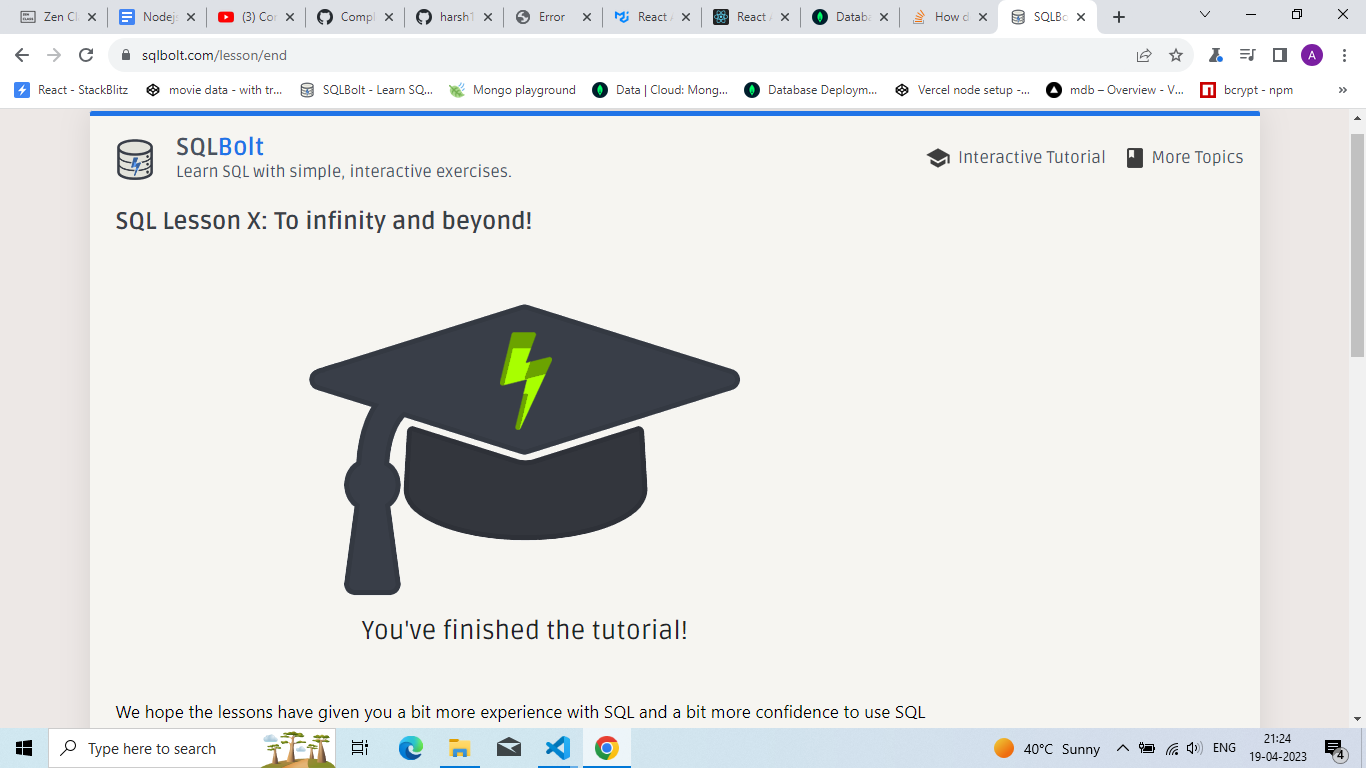 Zen Cl
Nodejs
(3) Co
Compl
harsh1
Error
React
React
Datab
How d
SQLBo
sqlbolt.com/lesson/end
A
React - StackBlitz
movie data - with tr...
SQLBolt - Learn SQ...
Mongo playground
Data | Cloud: Mong...
Database Deploym...
Vercel node setup -...
mdb – Overview - V...
bcrypt - npm
»
SQLBolt
Learn SQL with simple, interactive exercises.
Interactive Tutorial
More Topics
SQL Lesson X: To infinity and beyond!
You've finished the tutorial!
We hope the lessons have given you a bit more experience with SQL and a bit more confidence to use SQL
Type here to search
40°C Sunny
ENG
21:24
19-04-2023
4